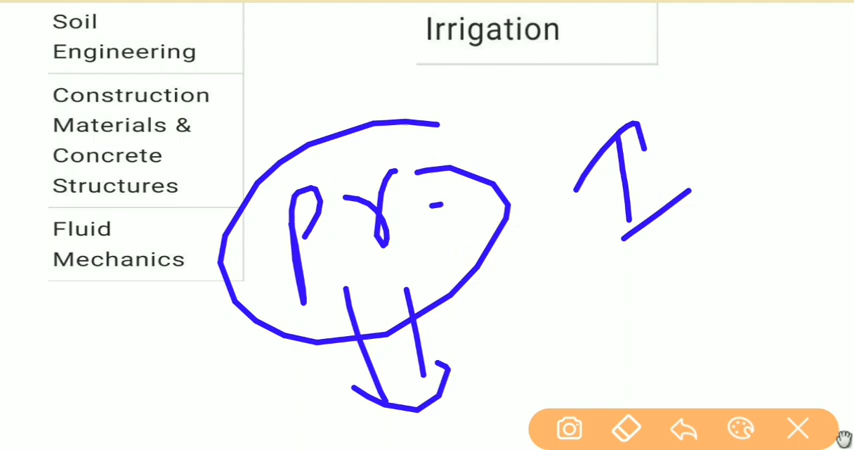 Soil
Engineering
Irrigation
Construction
Materials &
Concrete
Structures
Fluid
Mechanics
I